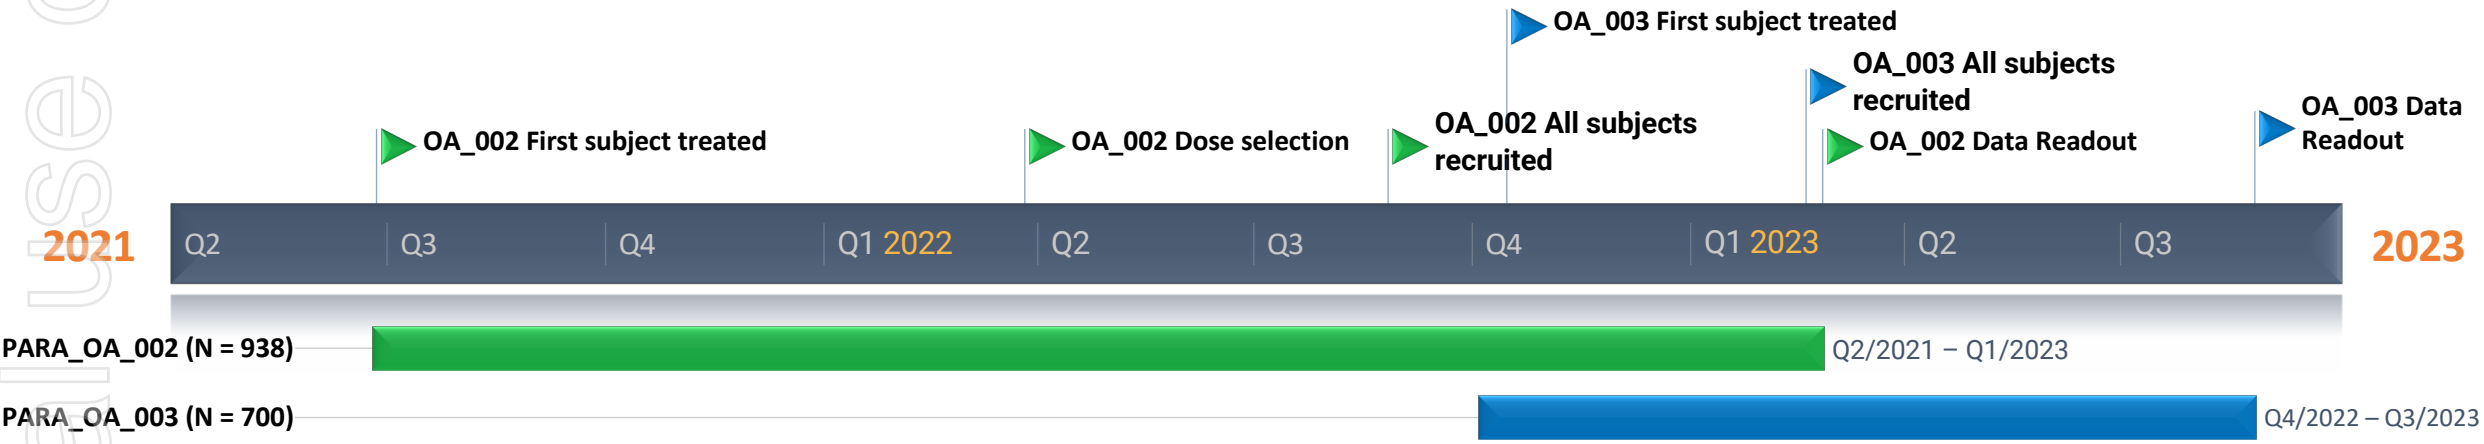 OA_003 First subject treated
OA_003 All subjects
recruited
OA_003 Data
Readout
OA_002 First subject treated
OA_002 Dose selection
OA_002 All subjects
recruited
OA_002 Data Readout
2021 Q2 Q3 Q4 Q1 2022 Q2 Q3 Q4 Q1 2023 Q2 Q3 2023
PARA_OA_002 (N = 938) Q2/2021 – Q1/2023
PARA_OA_003 (N = 700) Q4/2022 – Q3/2023
al use o